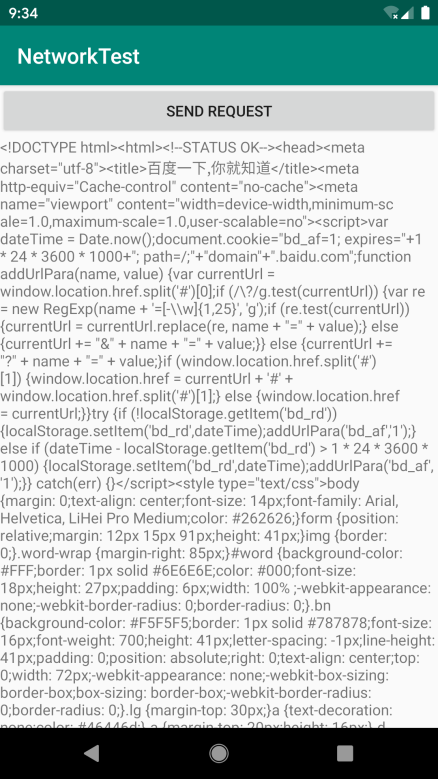 9:34
NetworkTest
SEND REQUEST
<!DOCTYPE html><html><!--STATUS OK--><head><meta
charset="utf-8"><title>百度一下,你就知道</title><meta
http-equiv="Cache-control" content="no-cache"><meta
name="viewport" content="width=device-width,minimum-sc
ale=1.0,maximum-scale=1.0,user-scalable=no"><script>var
dateTime = Date.now();document.cookie="bd_af=1; expires="+1
* 24 * 3600 * 1000+"; path=/;"+"domain"+".baidu.com";function
addUrlPara(name, value) {var currentUrl =
window.location.href.split('#')[0];if (/\?/g.test(currentUrl)) {var re
= new RegExp(name + '=[-\\w]{1,25}', 'g');if (re.test(currentUrl))
{currentUrl = currentUrl.replace(re, name + "=" + value);} else
{currentUrl += "&" + name + "=" + value;}} else {currentUrl +=
"?" + name + "=" + value;}if (window.location.href.split('#')
[1]) {window.location.href = currentUrl + '#' +
window.location.href.split('#')[1];} else {window.location.href
= currentUrl;}}try {if (!localStorage.getItem('bd_rd'))
{localStorage.setItem('bd_rd',dateTime);addUrlPara('bd_af','1');}
else if (dateTime - localStorage.getItem('bd_rd') > 1 * 24 * 3600 *
1000) {localStorage.setItem('bd_rd',dateTime);addUrlPara('bd_af',
'1');}} catch(err) {}</script><style type="text/css">body
{margin: 0;text-align: center;font-size: 14px;font-family: Arial,
Helvetica, LiHei Pro Medium;color: #262626;}form {position:
relative;margin: 12px 15px 91px;height: 41px;}img {border:
0;}.word-wrap {margin-right: 85px;}#word {background-color:
#FFF;border: 1px solid #6E6E6E;color: #000;font-size:
18px;height: 27px;padding: 6px;width: 100% ;-webkit-appearance:
none;-webkit-border-radius: 0;border-radius: 0;}.bn
{background-color: #F5F5F5;border: 1px solid #787878;font-size:
16px;font-weight: 700;height: 41px;letter-spacing: -1px;line-height:
41px;padding: 0;position: absolute;right: 0;text-align: center;top:
0;width: 72px;-webkit-appearance: none;-webkit-box-sizing:
border-box;box-sizing: border-box;-webkit-border-radius:
0;border-radius: 0;}.lg {margin-top: 30px;}a {text-decoration:
none;color: #46446d;}.a {margin-top: 20px;height: 16px;}.d